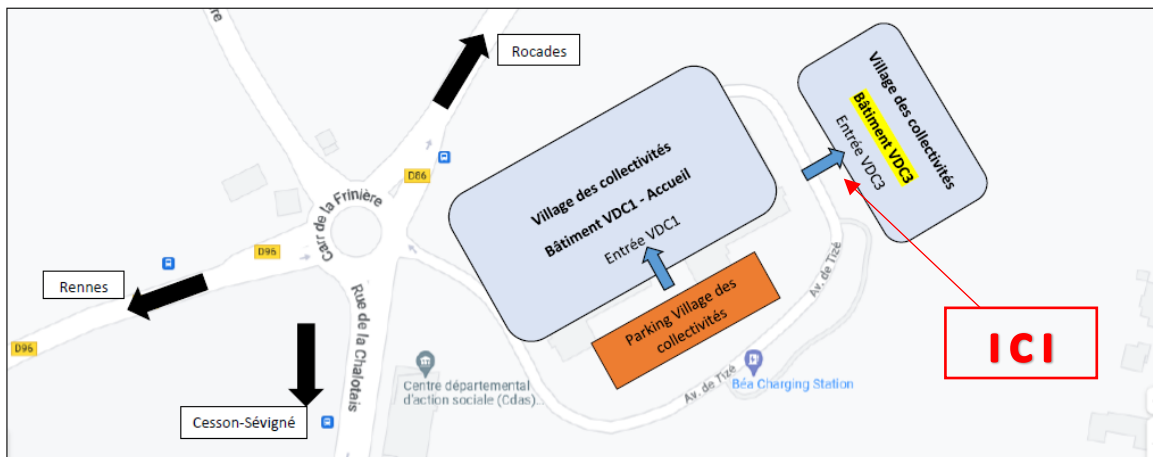 Rocades
Village des collectivités
Bâtiment VDC3
Entrée VDC3
Village des collectivités
Bâtiment VDC1 - Accueil
Entrée VDC1
D86
Carr de la Frinière
D96
Rennes
D96
Rue de la Chalotais
Cesson-Sévigné
Parking Village des
collectivités
Av. de Tizé
Av. de Tizé
ICI
Centre départemental
d'action sociale (Cdas)...
Béa Charging Station